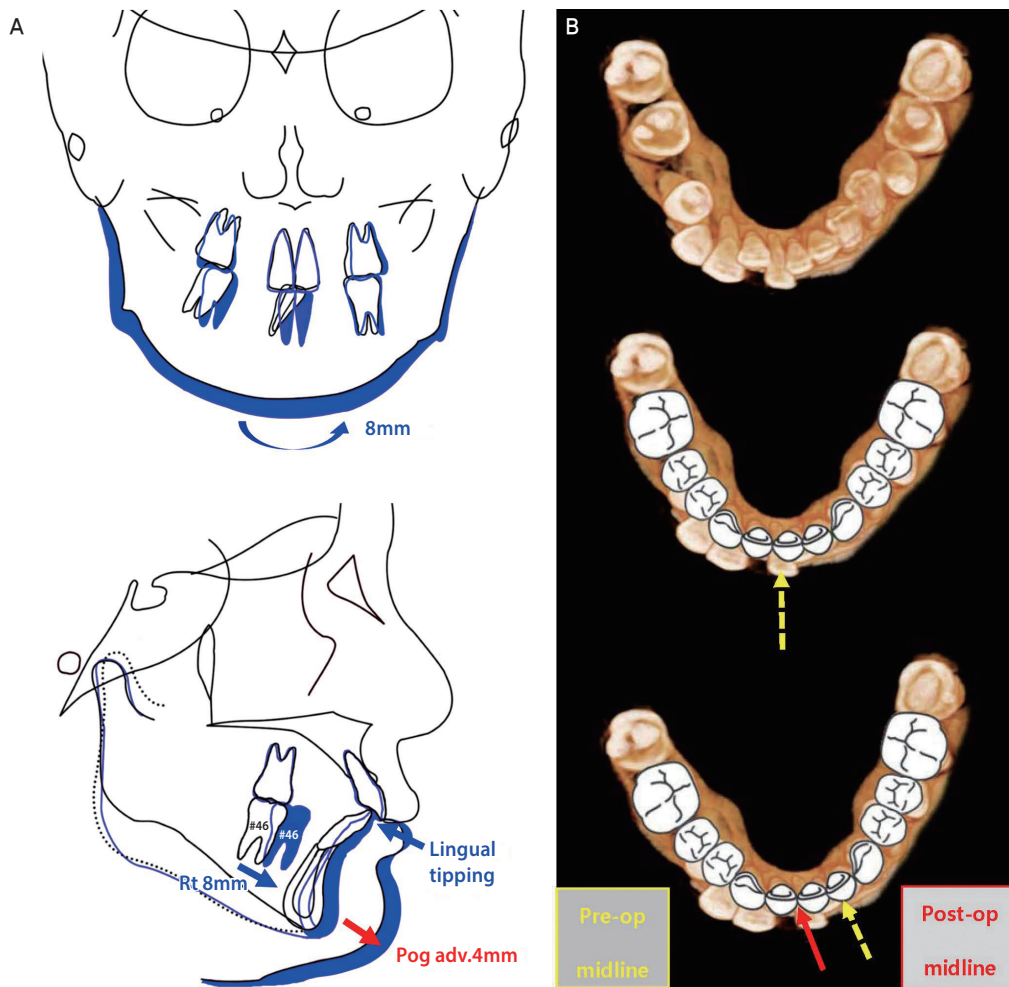 A
8mm
#46
#46
Rt 8mm
Lingual
tipping
Pog adv.4mm
B
Pre-op
midline
Post-op
midline